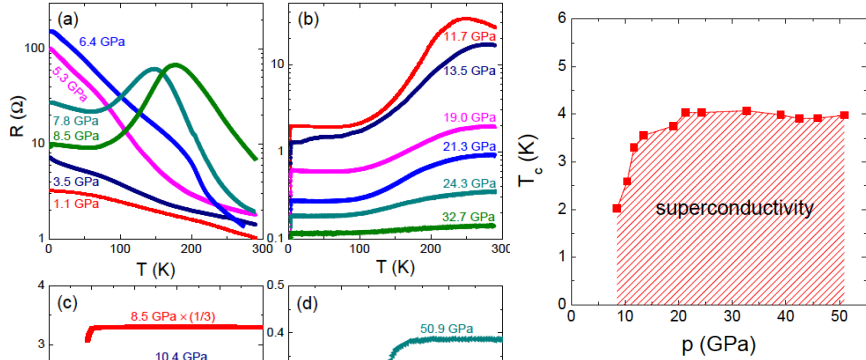 (a)
6.4 GPa
5.3 GPa
7.8 GPa
8.5 GPa
3.5 GPa
1.1 GPa
R (Ω)
100
10
1
0
100
200
300
T (K)
(b)
11.7 GPa
13.5 GPa
19.0 GPa
21.3 GPa
24.3 GPa
32.7 GPa
10
1
0.1
0
100
200
300
T (K)
(c)
8.5 GPa × (1/3)
10.4 GPa
4
3
(d)
50.9 GPa
0.5
0.4
T_c (K)
6
5
4
3
2
1
0
superconductivity
0
10
20
30
40
50
p (GPa)